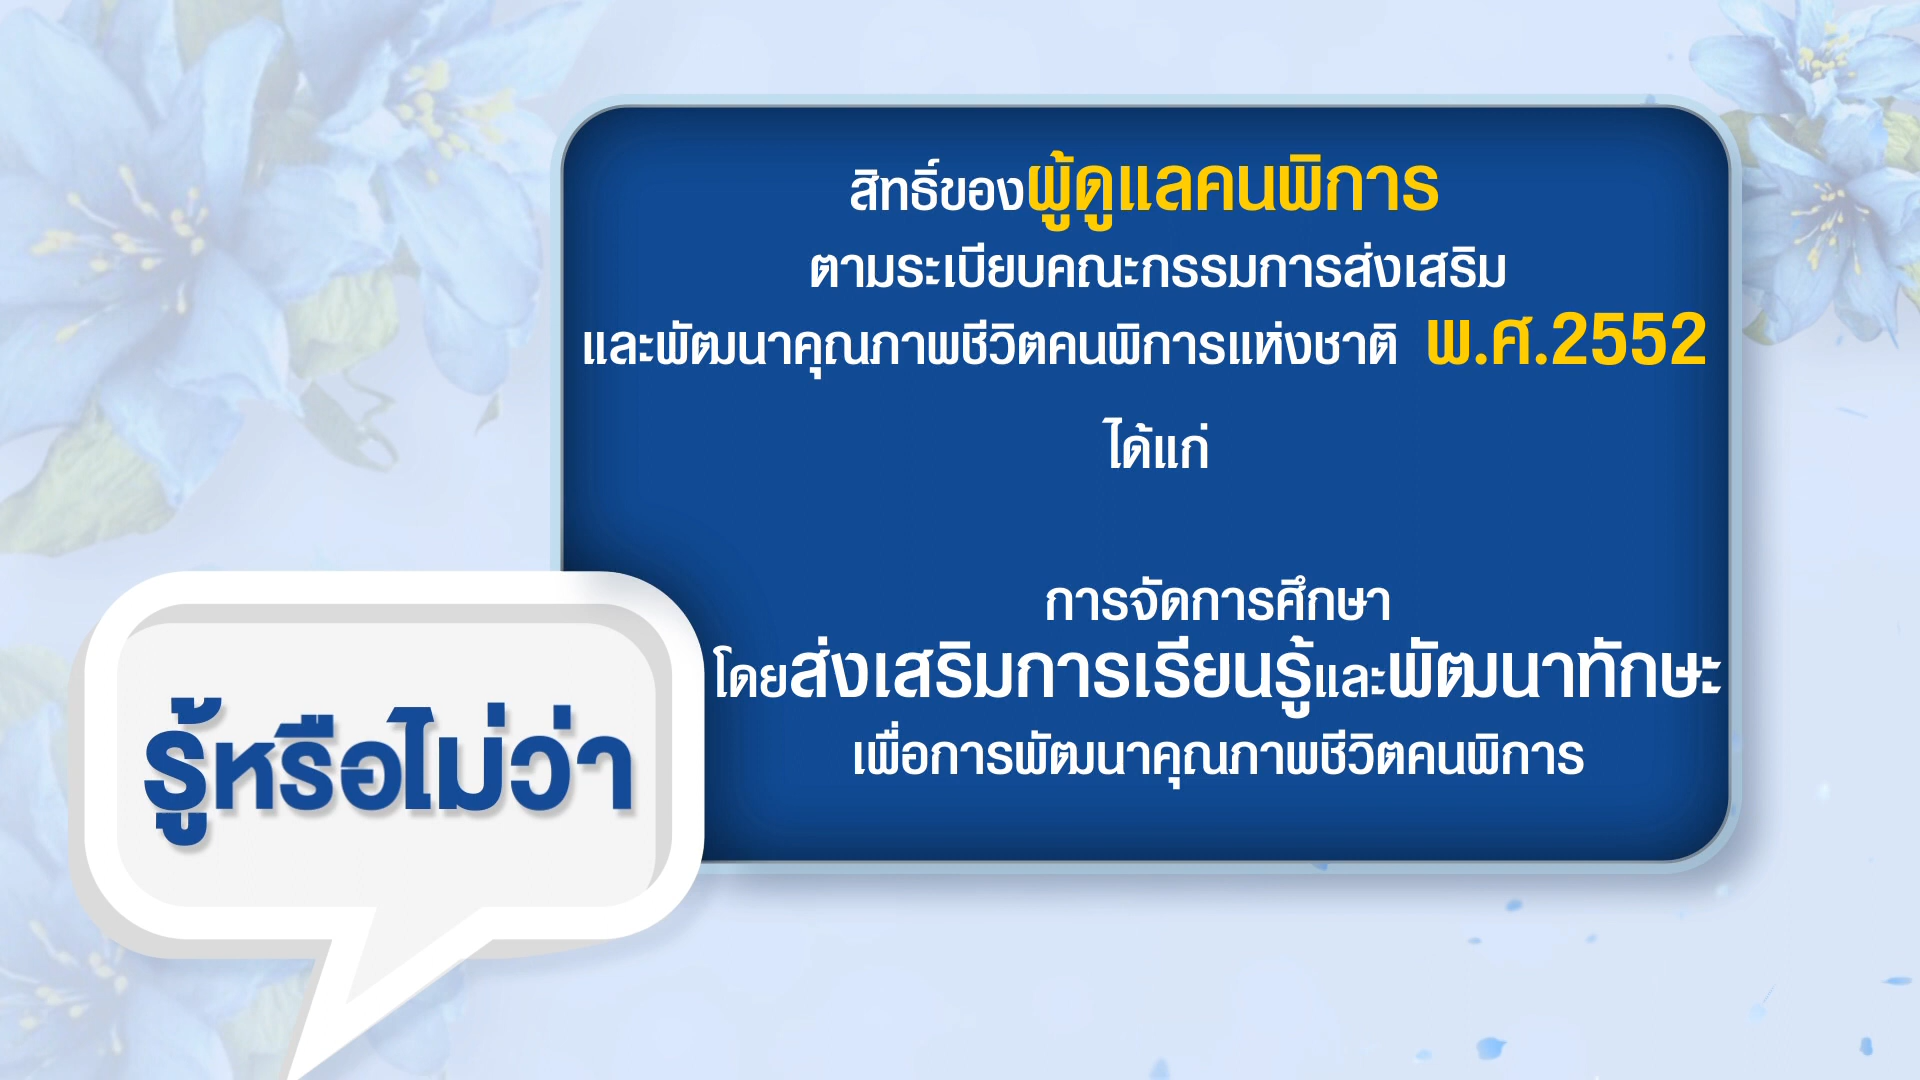 สิทธิ์ของผู้ดูแลคนพิการ
ตามระเบียบคณะกรรมการส่งเสริม
และพัฒนาคุณภาพชีวิตคนพิการแห่งชาติ พ.ศ.2552
ได้แก่
การจัดการศึกษา
โดยส่งเสริมการเรียนรู้และพัฒนาทักษะ
เพื่อการพัฒนาคุณภาพชีวิตคนพิการ
รู้หรือไม่ว่า